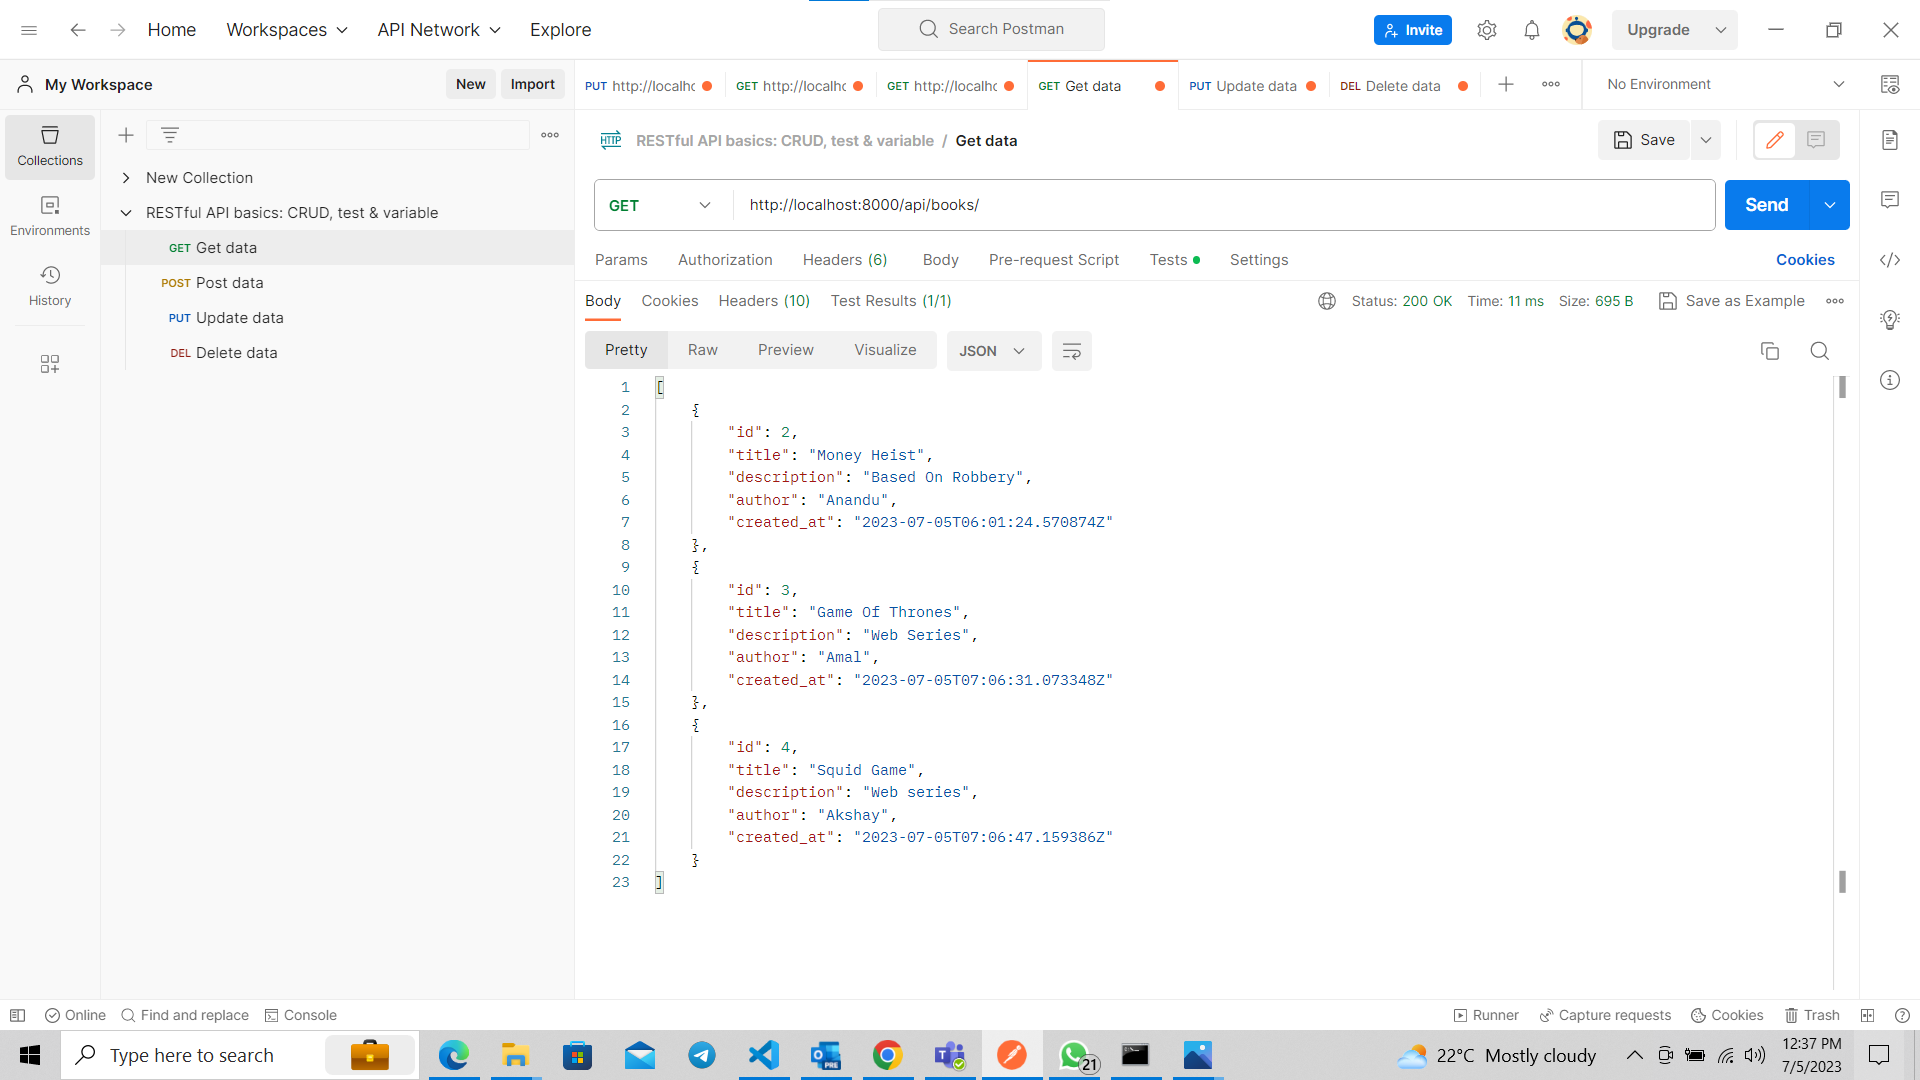 Home Workspaces API Network Explore Search Postman Invite Upgrade
My Workspace New Import PUT http://localhc GET http://localhc GET http://localhc GET Get data PUT Update data DEL Delete data No Environment
Collections
Environments
History
New Collection
RESTful API basics: CRUD, test & variable
GET Get data
POST Post data
PUT Update data
DEL Delete data
HTTP RESTful API basics: CRUD, test & variable / Get data Save
GET http://localhost:8000/api/books/ Send
Params Authorization Headers (6) Body Pre-request Script Tests Settings Cookies
Body Cookies Headers (10) Test Results (1/1) Status: 200 OK Time: 11 ms Size: 695 B Save as Example
Pretty Raw Preview Visualize JSON
1 [
2 {
3 "id": 2,
4 "title": "Money Heist",
5 "description": "Based On Robbery",
6 "author": "Anandu",
7 "created_at": "2023-07-05T06:01:24.570874Z"
8 },
9 {
10 "id": 3,
11 "title": "Game Of Thrones",
12 "description": "Web Series",
13 "author": "Amal",
14 "created_at": "2023-07-05T07:06:31.073348Z"
15 },
16 {
17 "id": 4,
18 "title": "Squid Game",
19 "description": "Web series",
20 "author": "Akshay",
21 "created_at": "2023-07-05T07:06:47.159386Z"
22 }
23 ]
Online Find and replace Console Runner Capture requests Cookies Trash
Type here to search PRE 21 22°C Mostly cloudy 12:37 PM
7/5/2023